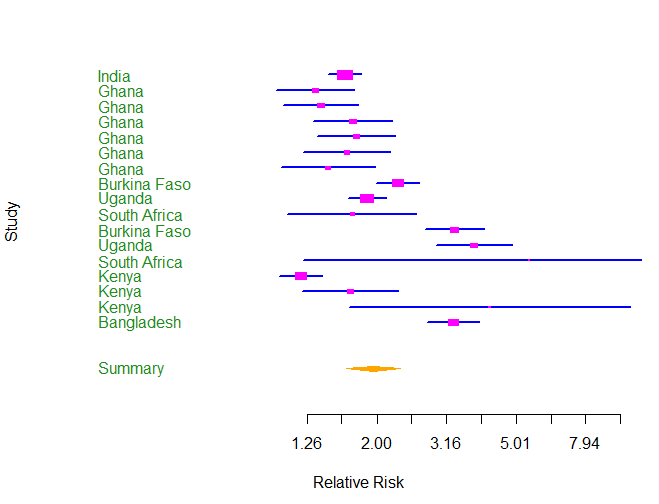 India
Ghana
Ghana
Ghana
Ghana
Ghana
Ghana
Burkina Faso
Uganda
South Africa
Burkina Faso
Uganda
South Africa
Kenya
Kenya
Kenya
Bangladesh
Summary
Study
1.26 2.00 3.16 5.01 7.94
Relative Risk